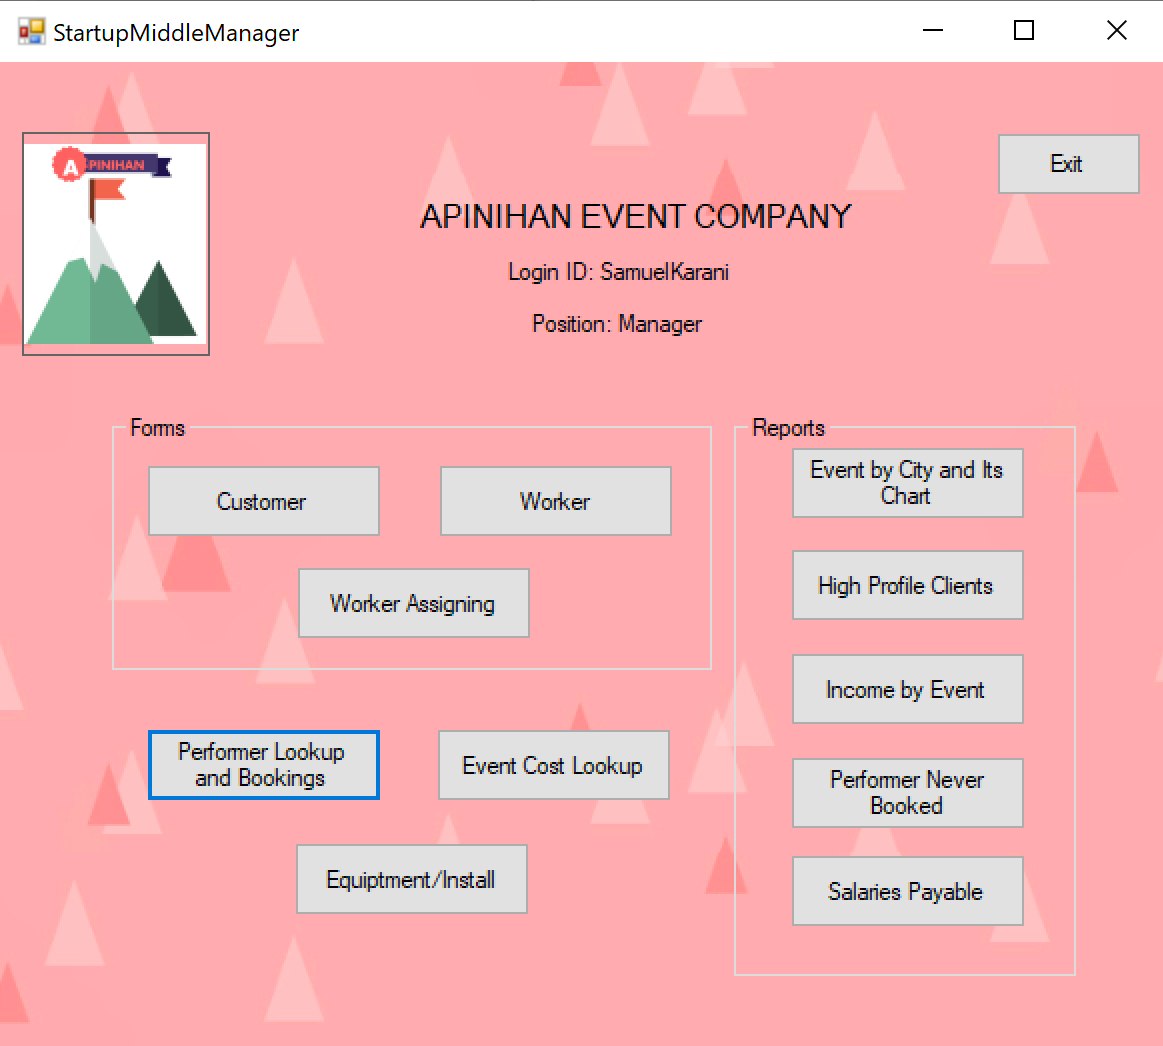 StartupMiddleManager
A
PINIHAN
Exit
APINIHAN EVENT COMPANY
Login ID: SamuelKarani
Position: Manager
Forms
Customer
Worker
Worker Assigning
Performer Lookup
and Bookings
Event Cost Lookup
Equiptment/Install
Reports
Event by City and Its
Chart
High Profile Clients
Income by Event
Performer Never
Booked
Salaries Payable